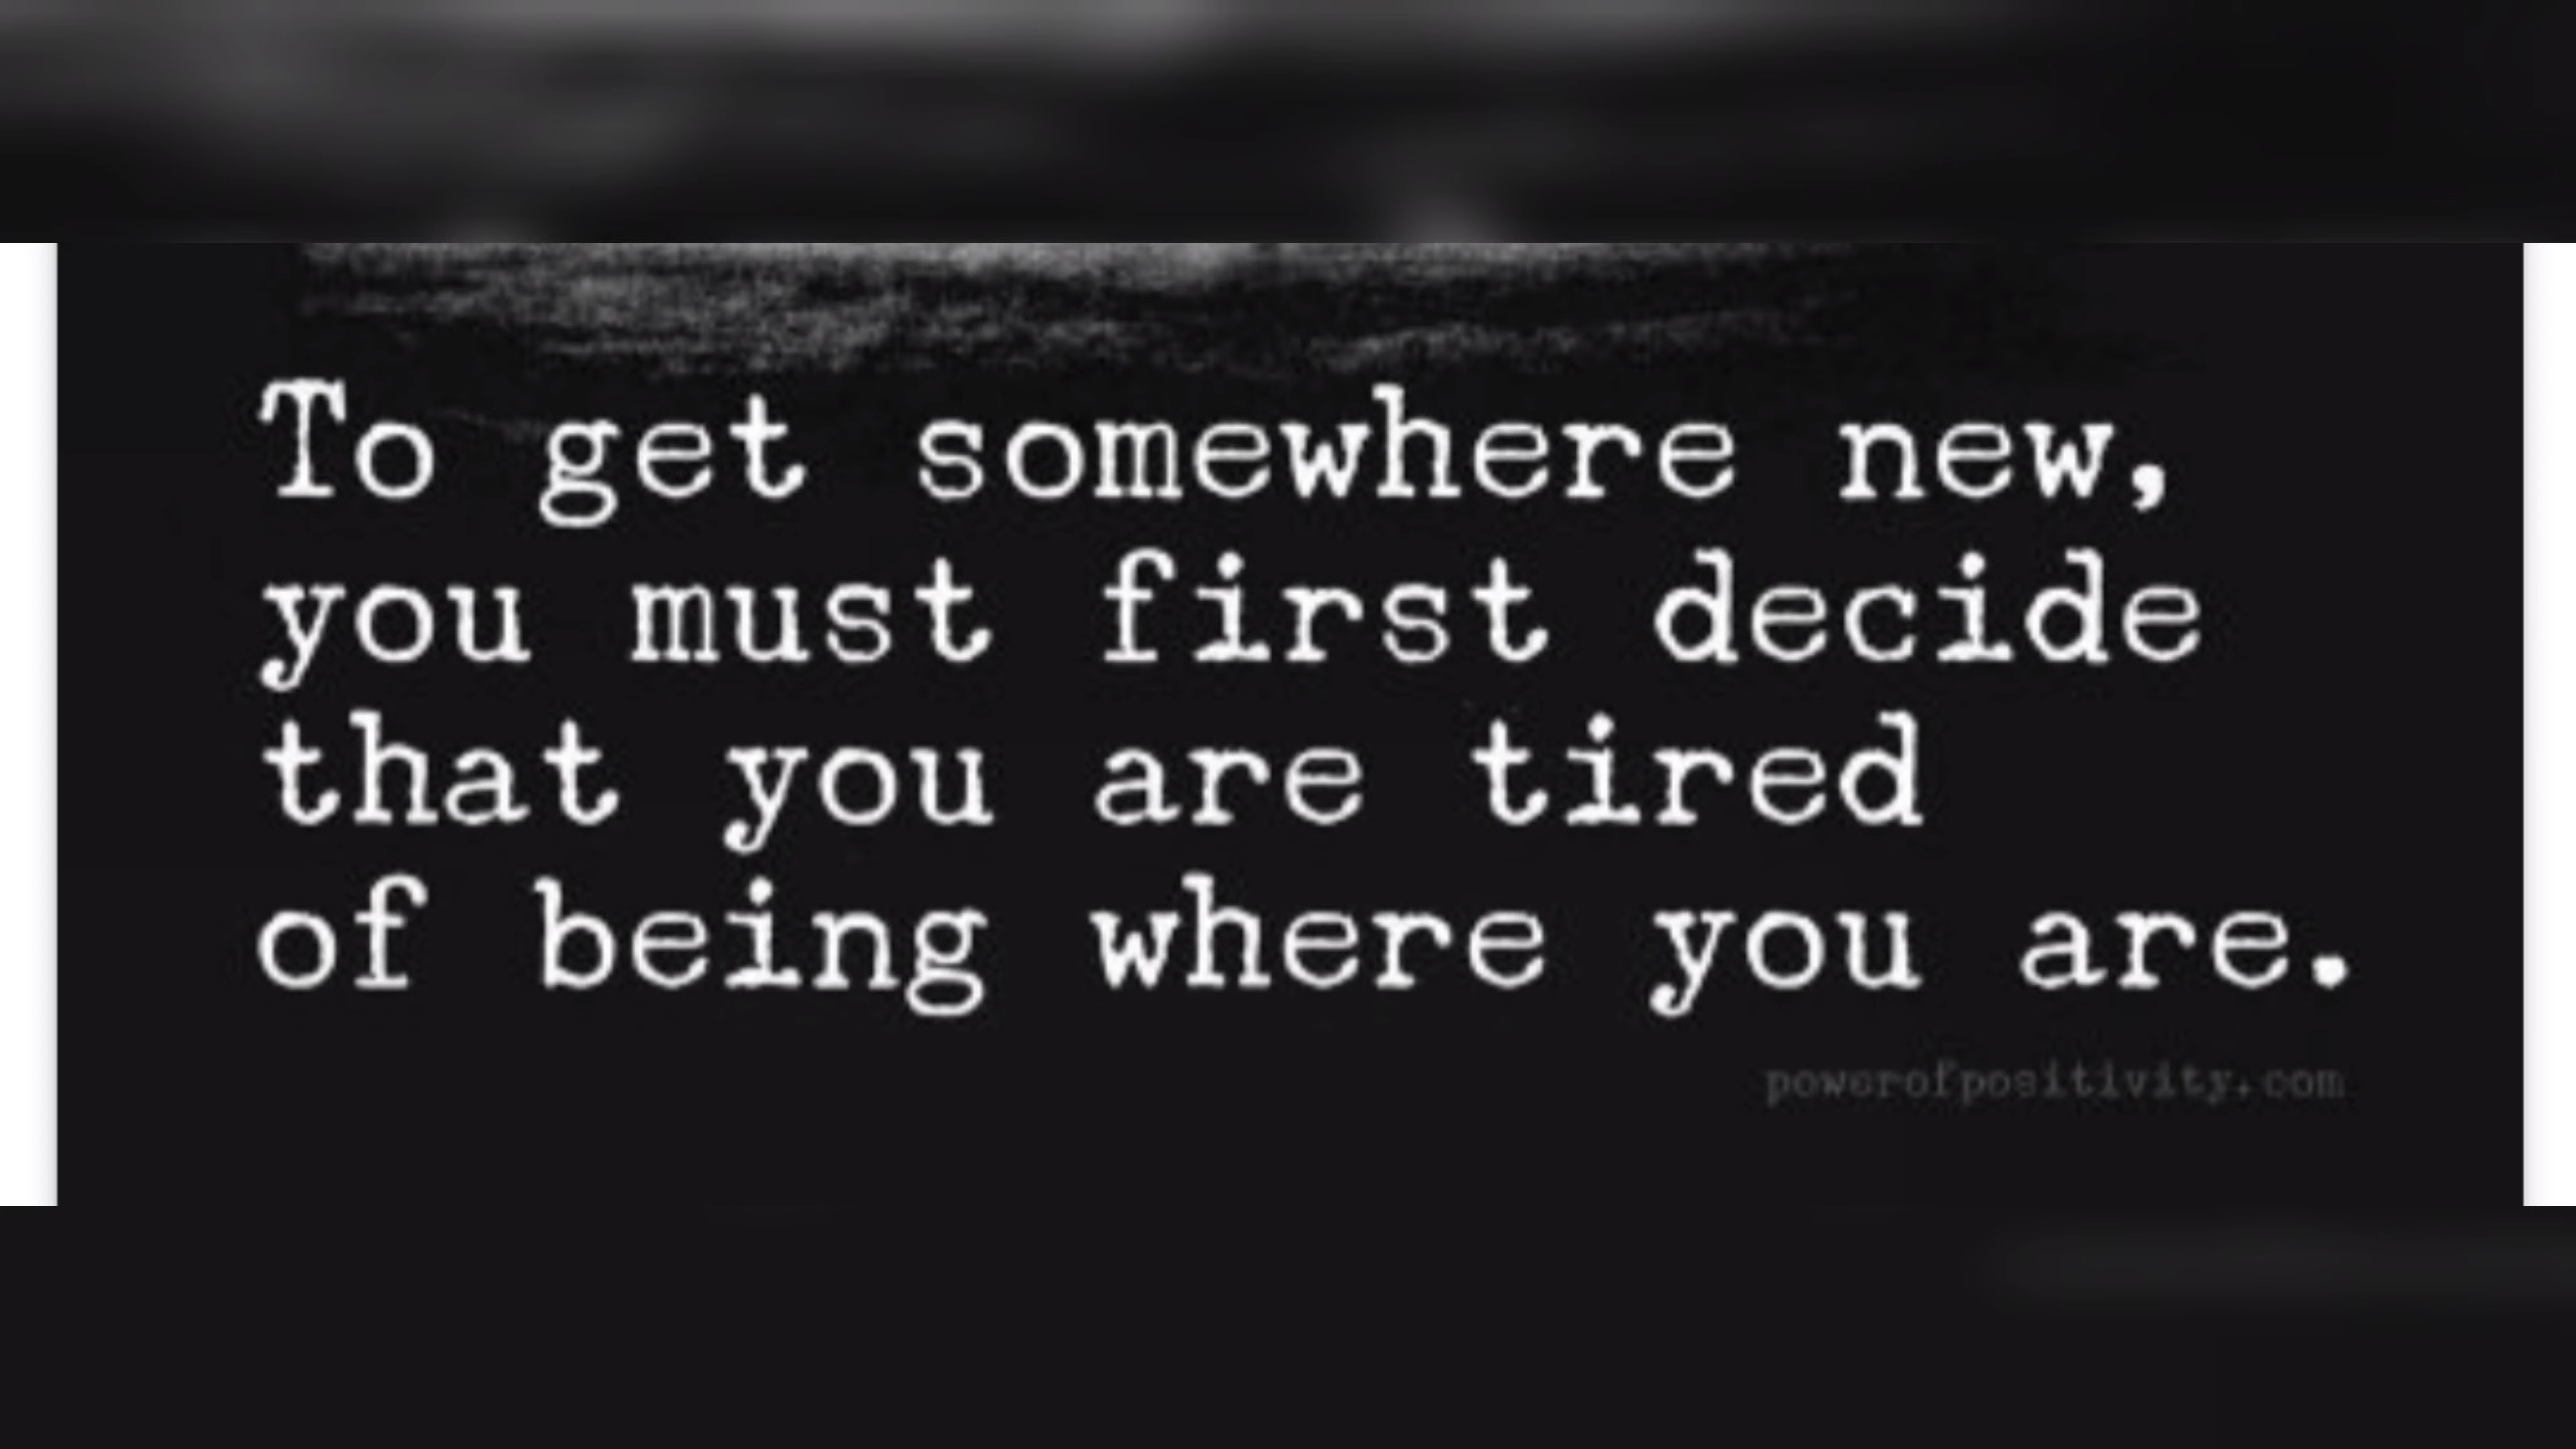 To get somewhere new,
you must first decide
that you are tired
of being where you are.
powerofpositivity.com